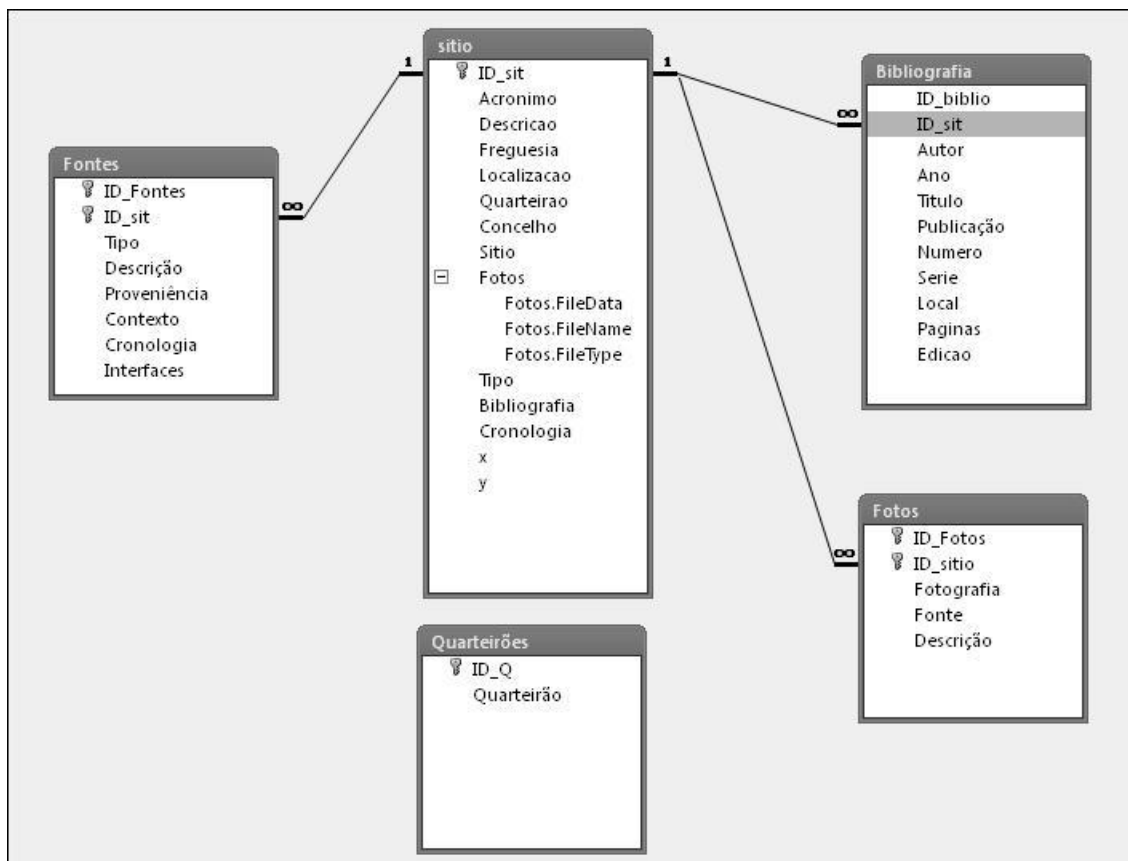 sitio
1
ID_sit
Acronimo
Descricao
Freguesia
Localizacao
Quarteirao
Concelho
Sitio
Fotos
Fotos.FileData
Fotos.FileName
Fotos.FileType
Tipo
Bibliografia
Cronologia
x
y
Fontes
ID_Fontes
ID_sit
Tipo
Descrição
Proveniência
Contexto
Cronologia
Interfaces
∞
1
Bibliografia
ID_biblio
ID_sit
Autor
Ano
Titulo
Publicação
Numero
Serie
Local
Paginas
Edicao
∞
Fotos
ID_Fotos
ID_sitio
Fotografia
Fonte
Descrição
∞
Quarteirões
ID_Q
Quarteirão